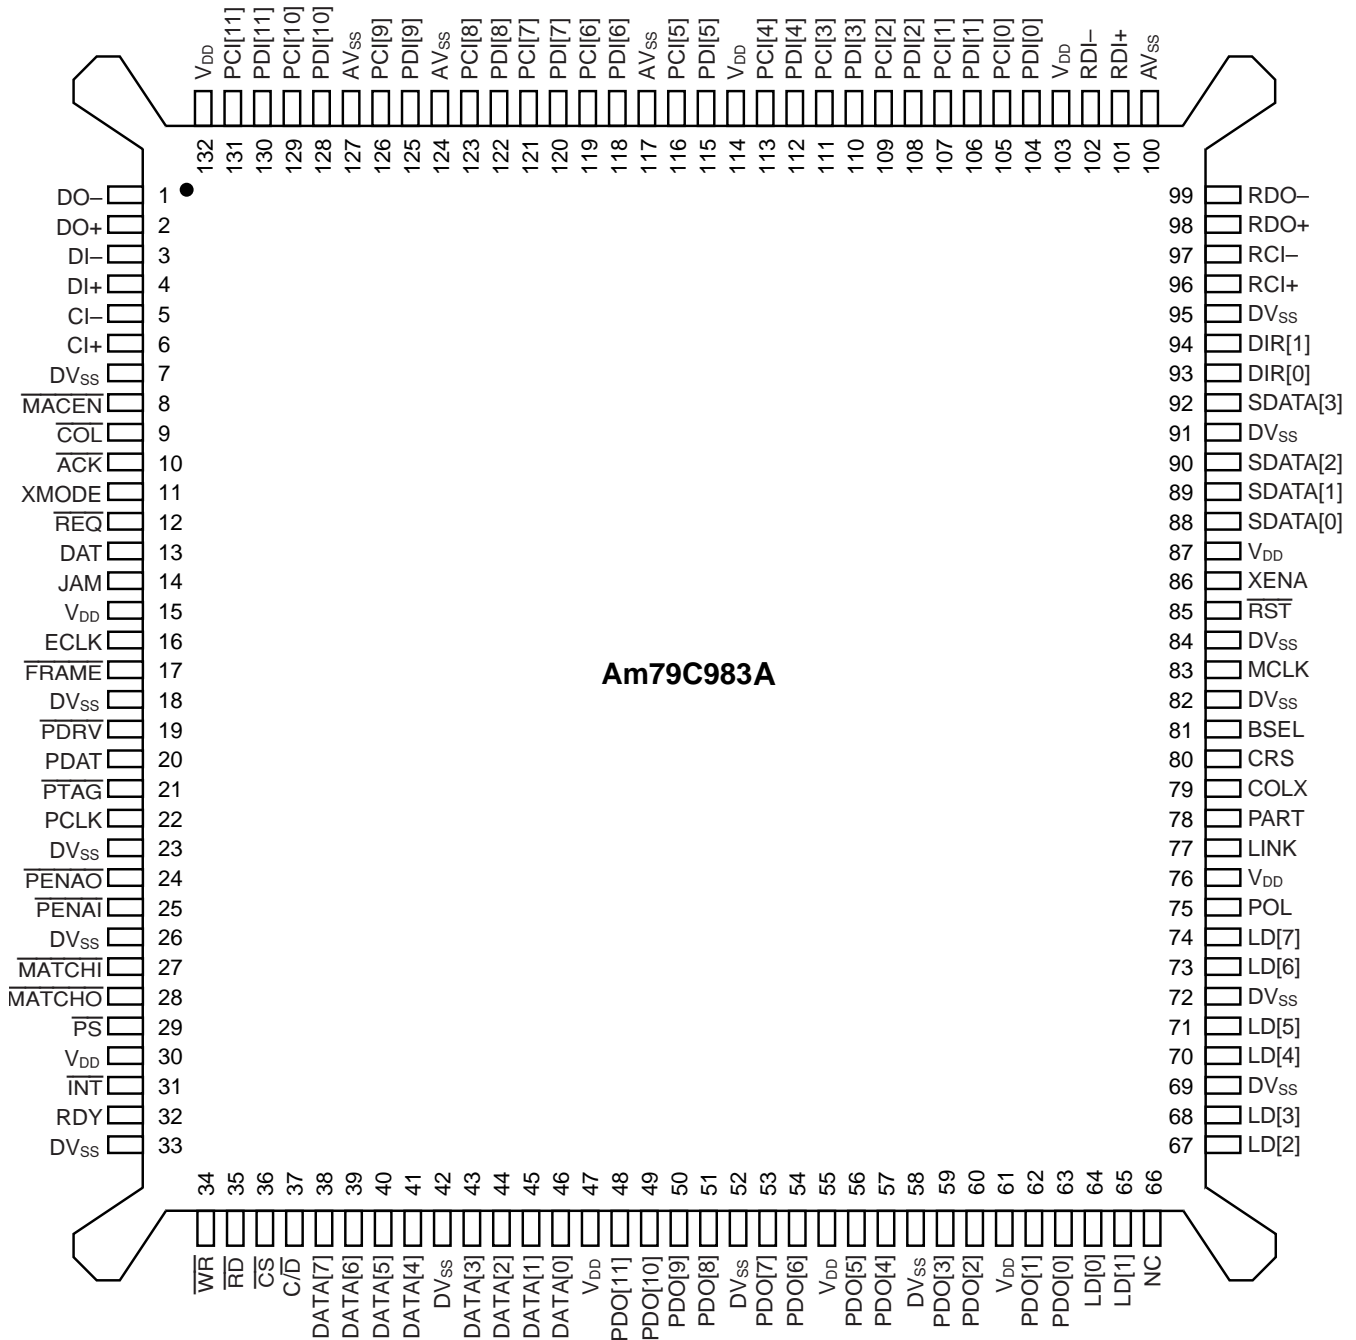 VDD PCI[11] PDI[11] PCI[10] PDI[10] AVSS PCI[9] PDI[9] AVSS PCI[8] PDI[8] PCI[7] PDI[7] PCI[6] PDI[6] AVSS PCI[5] PDI[5] VDD PCI[4] PDI[4] PCI[3] PDI[3] PCI[2] PDI[2] PCI[1] PDI[1] PCI[0] PDI[0] VDD RDI– RDI+ AVSS
132 131 130 129 128 127 126 125 124 123 122 121 120 119 118 117 116 115 114 113 112 111 110 109 108 107 106 105 104 103 102 101 100
DO– 1 99 RDO–
DO+ 2 98 RDO+
DI– 3 97 RCI–
DI+ 4 96 RCI+
CI– 5 95 DVSS
CI+ 6 94 DIR[1]
DVSS 7 93 DIR[0]
MACEN 8 92 SDATA[3]
COL 9 91 DVSS
ACK 10 90 SDATA[2]
XMODE 11 89 SDATA[1]
REQ 12 88 SDATA[0]
DAT 13 87 VDD
JAM 14 86 XENA
VDD 15 85 RST
ECLK 16 84 DVSS
FRAME 17 83 MCLK
Am79C983A
DVSS 18 82 DVSS
PDRV 19 81 BSEL
PDAT 20 80 CRS
PTAG 21 79 COLX
PCLK 22 78 PART
DVSS 23 77 LINK
PENAO 24 76 VDD
PENAI 25 75 POL
DVSS 26 74 LD[7]
MATCHI 27 73 LD[6]
MATCHO 28 72 DVSS
PS 29 71 LD[5]
VDD 30 70 LD[4]
INT 31 69 DVSS
RDY 32 68 LD[3]
DVSS 33 67 LD[2]
34 35 36 37 38 39 40 41 42 43 44 45 46 47 48 49 50 51 52 53 54 55 56 57 58 59 60 61 62 63 64 65 66
WR RD CS C/D DATA[7] DATA[6] DATA[5] DATA[4] DVSS DATA[3] DATA[2] DATA[1] DATA[0] VDD PDO[11] PDO[10] PDO[9] PDO[8] DVSS PDO[7] PDO[6] VDD PDO[5] PDO[4] DVSS PDO[3] PDO[2] VDD PDO[1] PDO[0] LD[0] LD[1] NC